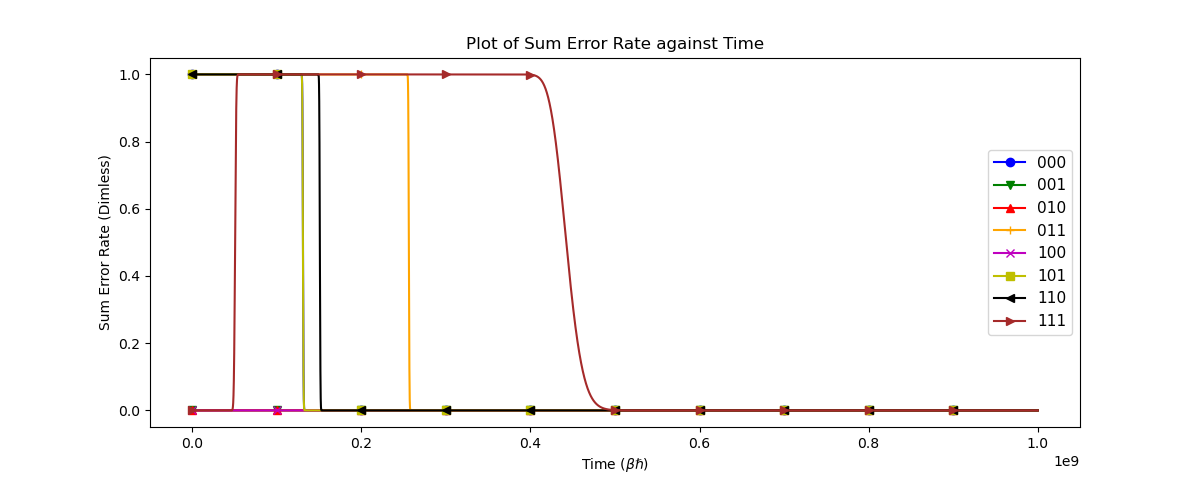 Plot of Sum Error Rate against Time
Sum Error Rate (Dimless)
1.0
0.8
0.6
0.4
0.2
0.0
0.0 0.2 0.4 0.6 0.8 1.0
1e9
Time (βħ)
000
001
010
011
100
101
110
111